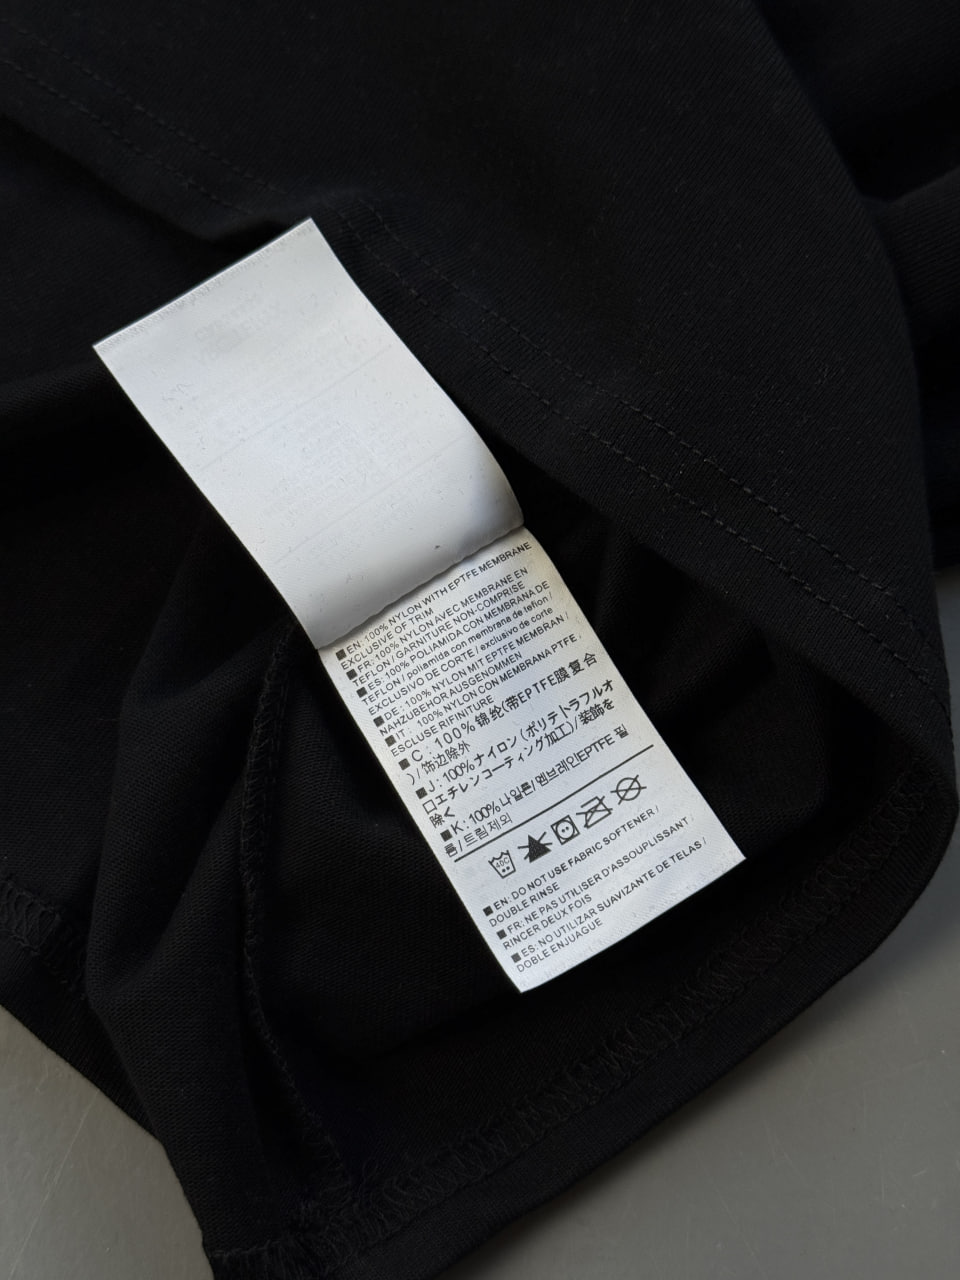 ■ EN: 100% NYLON WITH EPTFE MEMBRANE
EXCLUSIVE OF TRIM
■ FR: 100% NYLON AVEC MEMBRANE EN
TEFLON / GARNITURE NON-COMPRISE
■ ES: 100% POLIAMIDA CON MEMBRANA DE
TEFLON / poliamida con membrana de teflon /
EXCLUSIVO DE CORTE / exclusivo de corte
■ DE: 100% NYLON MIT EPTFE MEMBRAN /
NAHZUBEHOR AUSGENOMMEN
■ IT: 100% NYLON CON MEMBRANA PTFE,
ESCLUSE RIFINITURE
■ C: 100%锦纶(带EPTFE膜复合
)/饰边除外
■ J: 100%ナイロン(ポリテトラフルオ
口エチレンコーティング加工)/装飾を
除く
■ K: 100% 나일론/ 멤브레인EPTFE 필
름/트림제외
40C
■ EN: DO NOT USE FABRIC SOFTENER /
DOUBLE RINSE
■ FR: NE PAS UTILISER D'ASSOUPLISSANT /
RINCER DEUX FOIS
■ ES: NO UTILIZAR SUAVIZANTE DE TELAS /
DOBLE ENJUAGUE